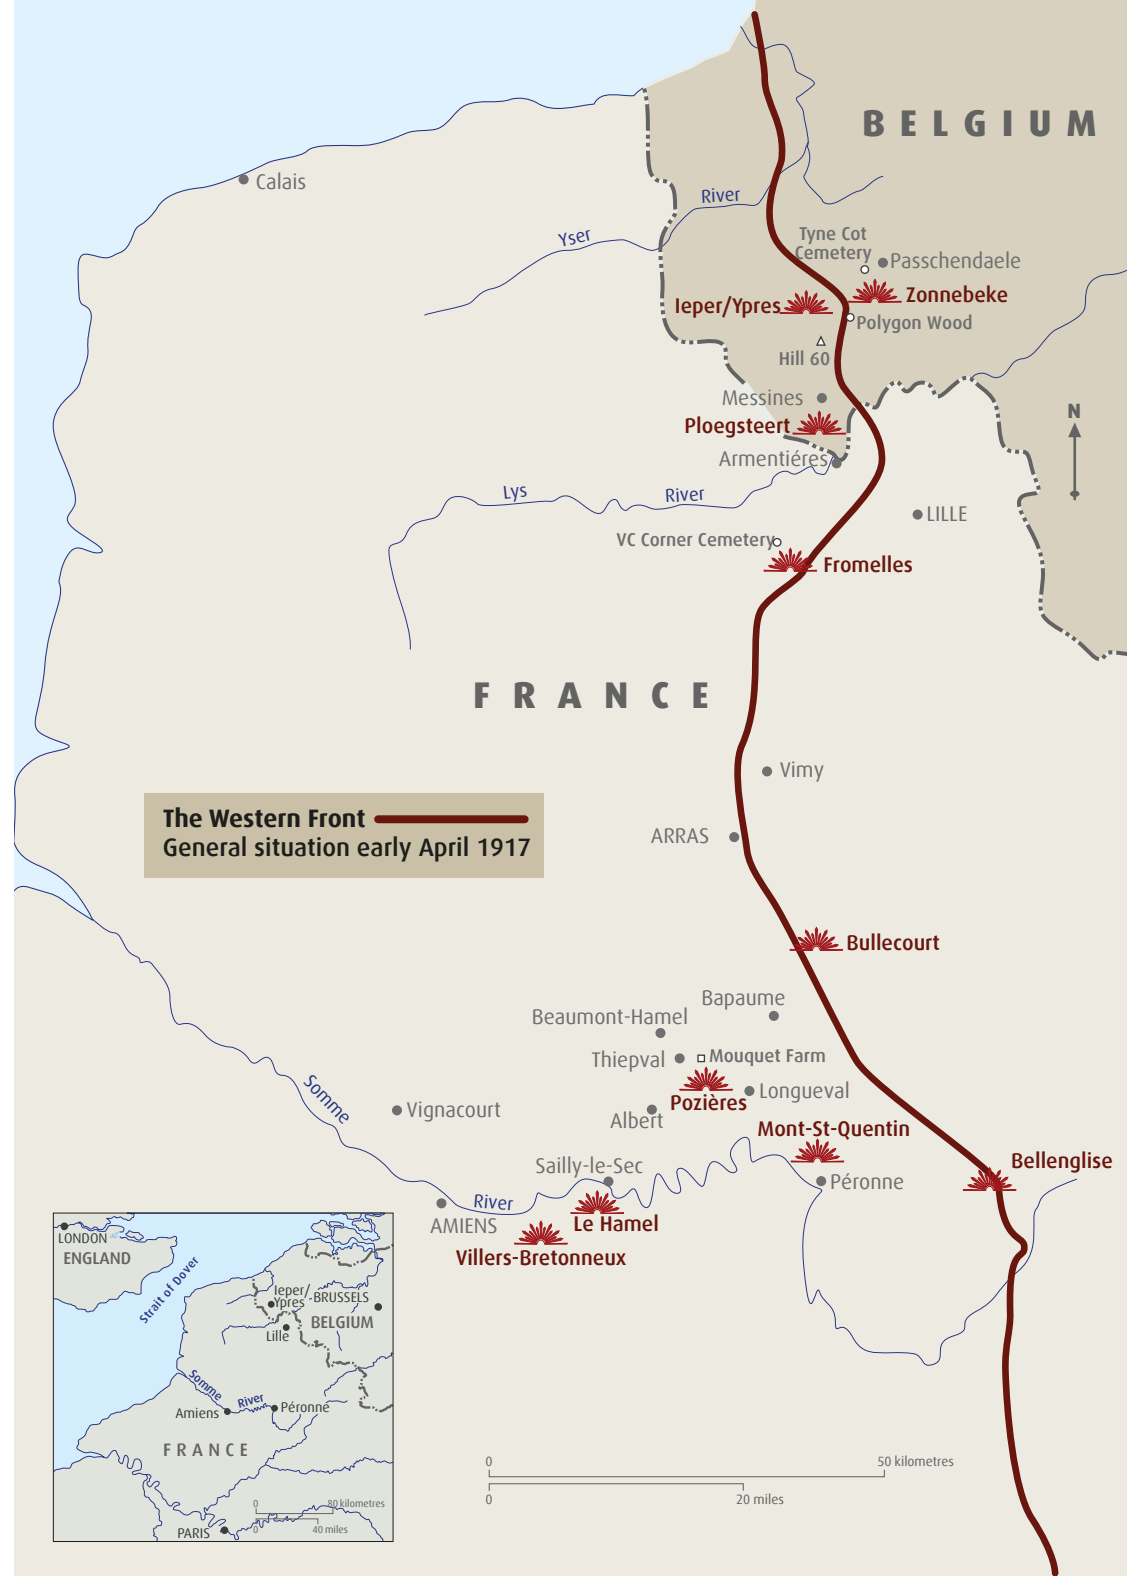 BELGIUM
Calais
River
Yser
Tyne Cot
Cemetery
Passchendaele
Ieper/Ypres
Zonnebeke
Polygon Wood
Hill 60
Messines
Ploegsteert
N
Armentiéres
Lys
River
LILLE
VC Corner Cemetery
Fromelles
FRANCE
Vimy
The Western Front
General situation early April 1917
ARRAS
Bullecourt
Bapaume
Beaumont-Hamel
Thiepval
Mouquet Farm
Somme
Vignacourt
Pozières
Longueval
Albert
Mont-St-Quentin
Bellenglise
Sailly-le-Sec
Péronne
River
AMIENS
Le Hamel
Villers-Bretonneux
LONDON
ENGLAND
Strait of Dover
Ieper/
Ypres
BRUSSELS
BELGIUM
Lille
Somme
River
Amiens
Péronne
FRANCE
0
80 kilometres
0
40 miles
PARIS
0
50 kilometres
0
20 miles